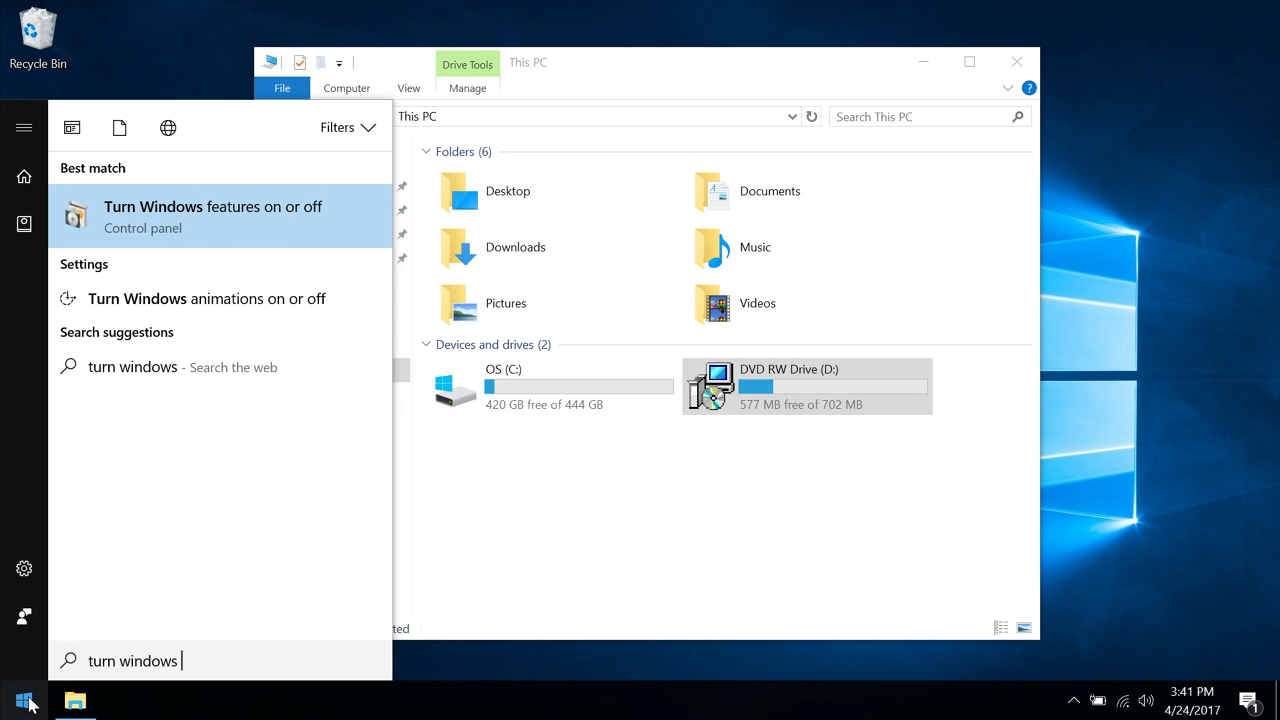 Recycle Bin
Drive Tools
This PC
File
Computer
View
Manage
?
This PC
Search This PC
Filters
Best match
Turn Windows features on or off
Control panel
Settings
Turn Windows animations on or off
Search suggestions
turn windows - Search the web
turn windows
Folders (6)
Desktop
Documents
Downloads
Music
Pictures
Videos
Devices and drives (2)
OS (C:)
420 GB free of 444 GB
DVD RW Drive (D:)
577 MB free of 702 MB
ted
3:41 PM
4/24/2017
1